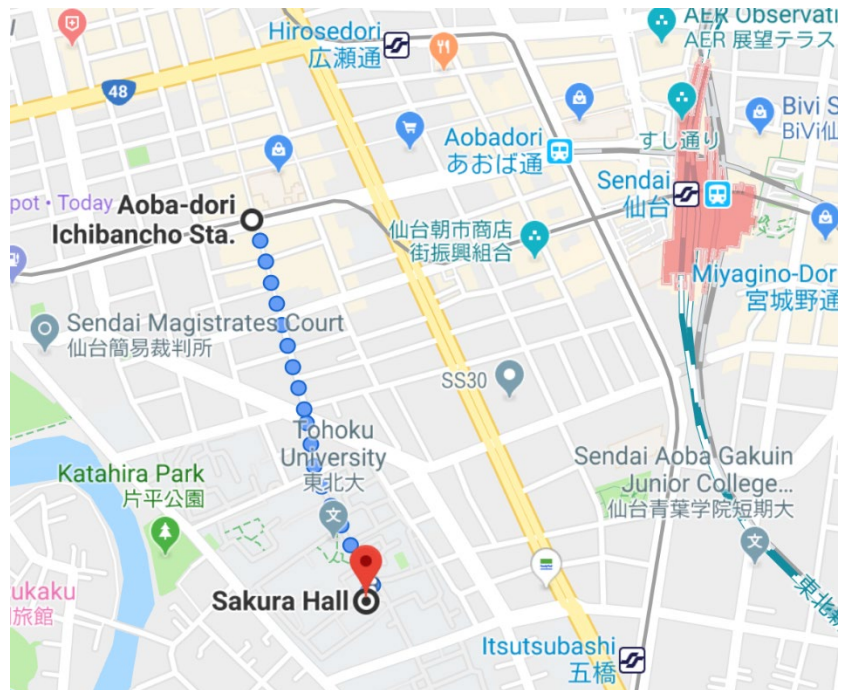 AER Observati
AER 展望テラス
Hirosedori
広瀬通
48
Bivi S
BiVi仙
すし通り
Aobadori
あおば通
Sendai
仙台
pot • Today
Aoba-dori
Ichibancho Sta.
仙台朝市商店
街振興組合
Miyagino-Dor
宮城野通
Sendai Magistrates Court
仙台簡易裁判所
SS30
Tohoku
University
東北大
文
Sendai Aoba Gakuin
Junior College...
仙台青葉学院短期大
文
Katahira Park
片平公園
ukaku
旅館
Sakura Hall
東北新
Itsutsubashi
五橋